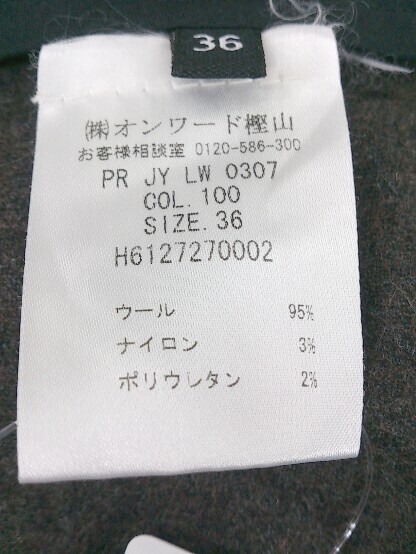 36
㈱オンワード樫山
お客様相談室 0120-586-300
PR JY LW 0307
COL. 100
SIZE. 36
H6127270002
ウール 95%
ナイロン 3%
ポリウレタン 2%